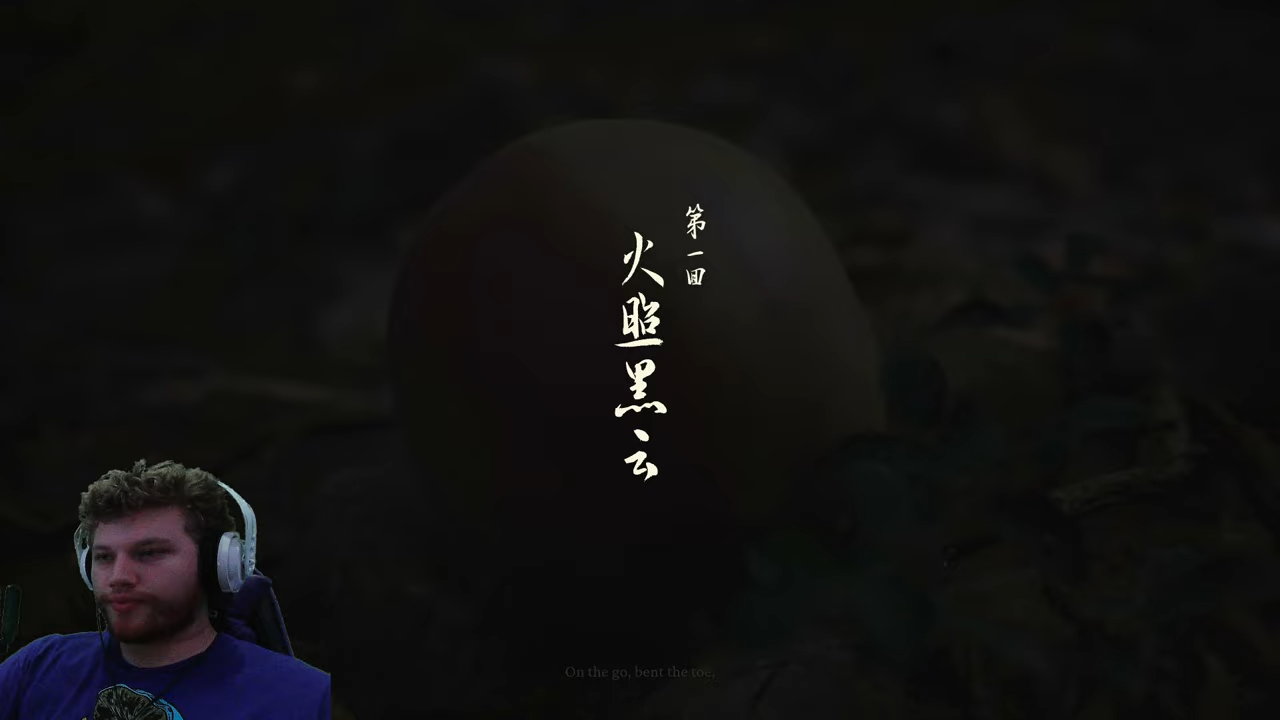 第一回
火照黑云
On the go, bent the toe,